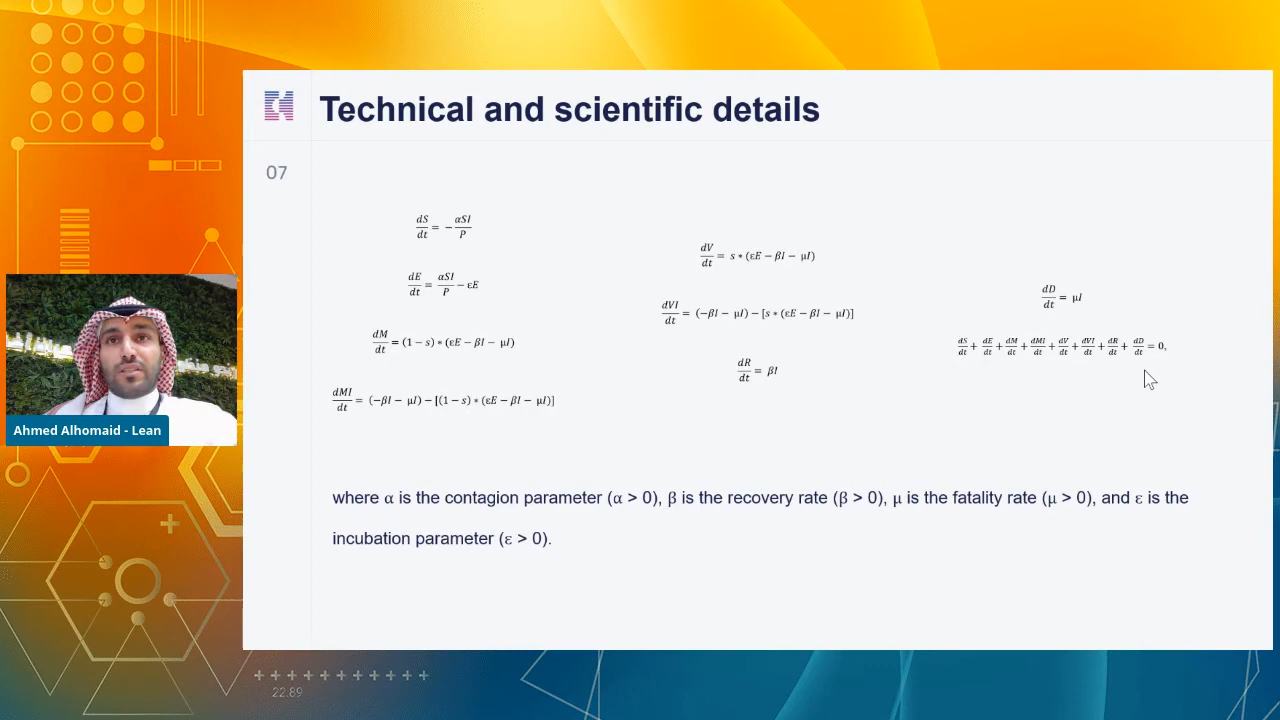 Technical and scientific details
07
dS/dt = − αSI/P
dE/dt = αSI/P − εE
dM/dt = (1 − s) ∗ (εE − βI − μI)
dMI/dt = (−βI − μI) − [(1 − s) ∗ (εE − βI − μI)]
dV/dt = s ∗ (εE − βI − μI)
dVI/dt = (−βI − μI) − [s ∗ (εE − βI − μI)]
dR/dt = βI
dD/dt = μI
dS/dt + dE/dt + dM/dt + dMI/dt + dV/dt + dVI/dt + dR/dt + dD/dt = 0,
where α is the contagion parameter (α > 0), β is the recovery rate (β > 0), μ is the fatality rate (μ > 0), and ε is the
incubation parameter (ε > 0).
Ahmed Alhomaid - Lean
22.89